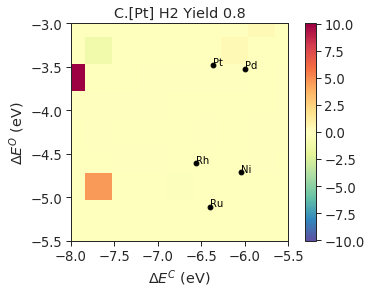 C.[Pt] H2 Yield 0.8
ΔE^O (eV)
−3.0
−3.5
−4.0
−4.5
−5.0
−5.5
Pt
Pd
Rh
Ni
Ru
−8.0 −7.5 −7.0 −6.5 −6.0 −5.5
ΔE^C (eV)
10.0
7.5
5.0
2.5
0.0
−2.5
−5.0
−7.5
−10.0